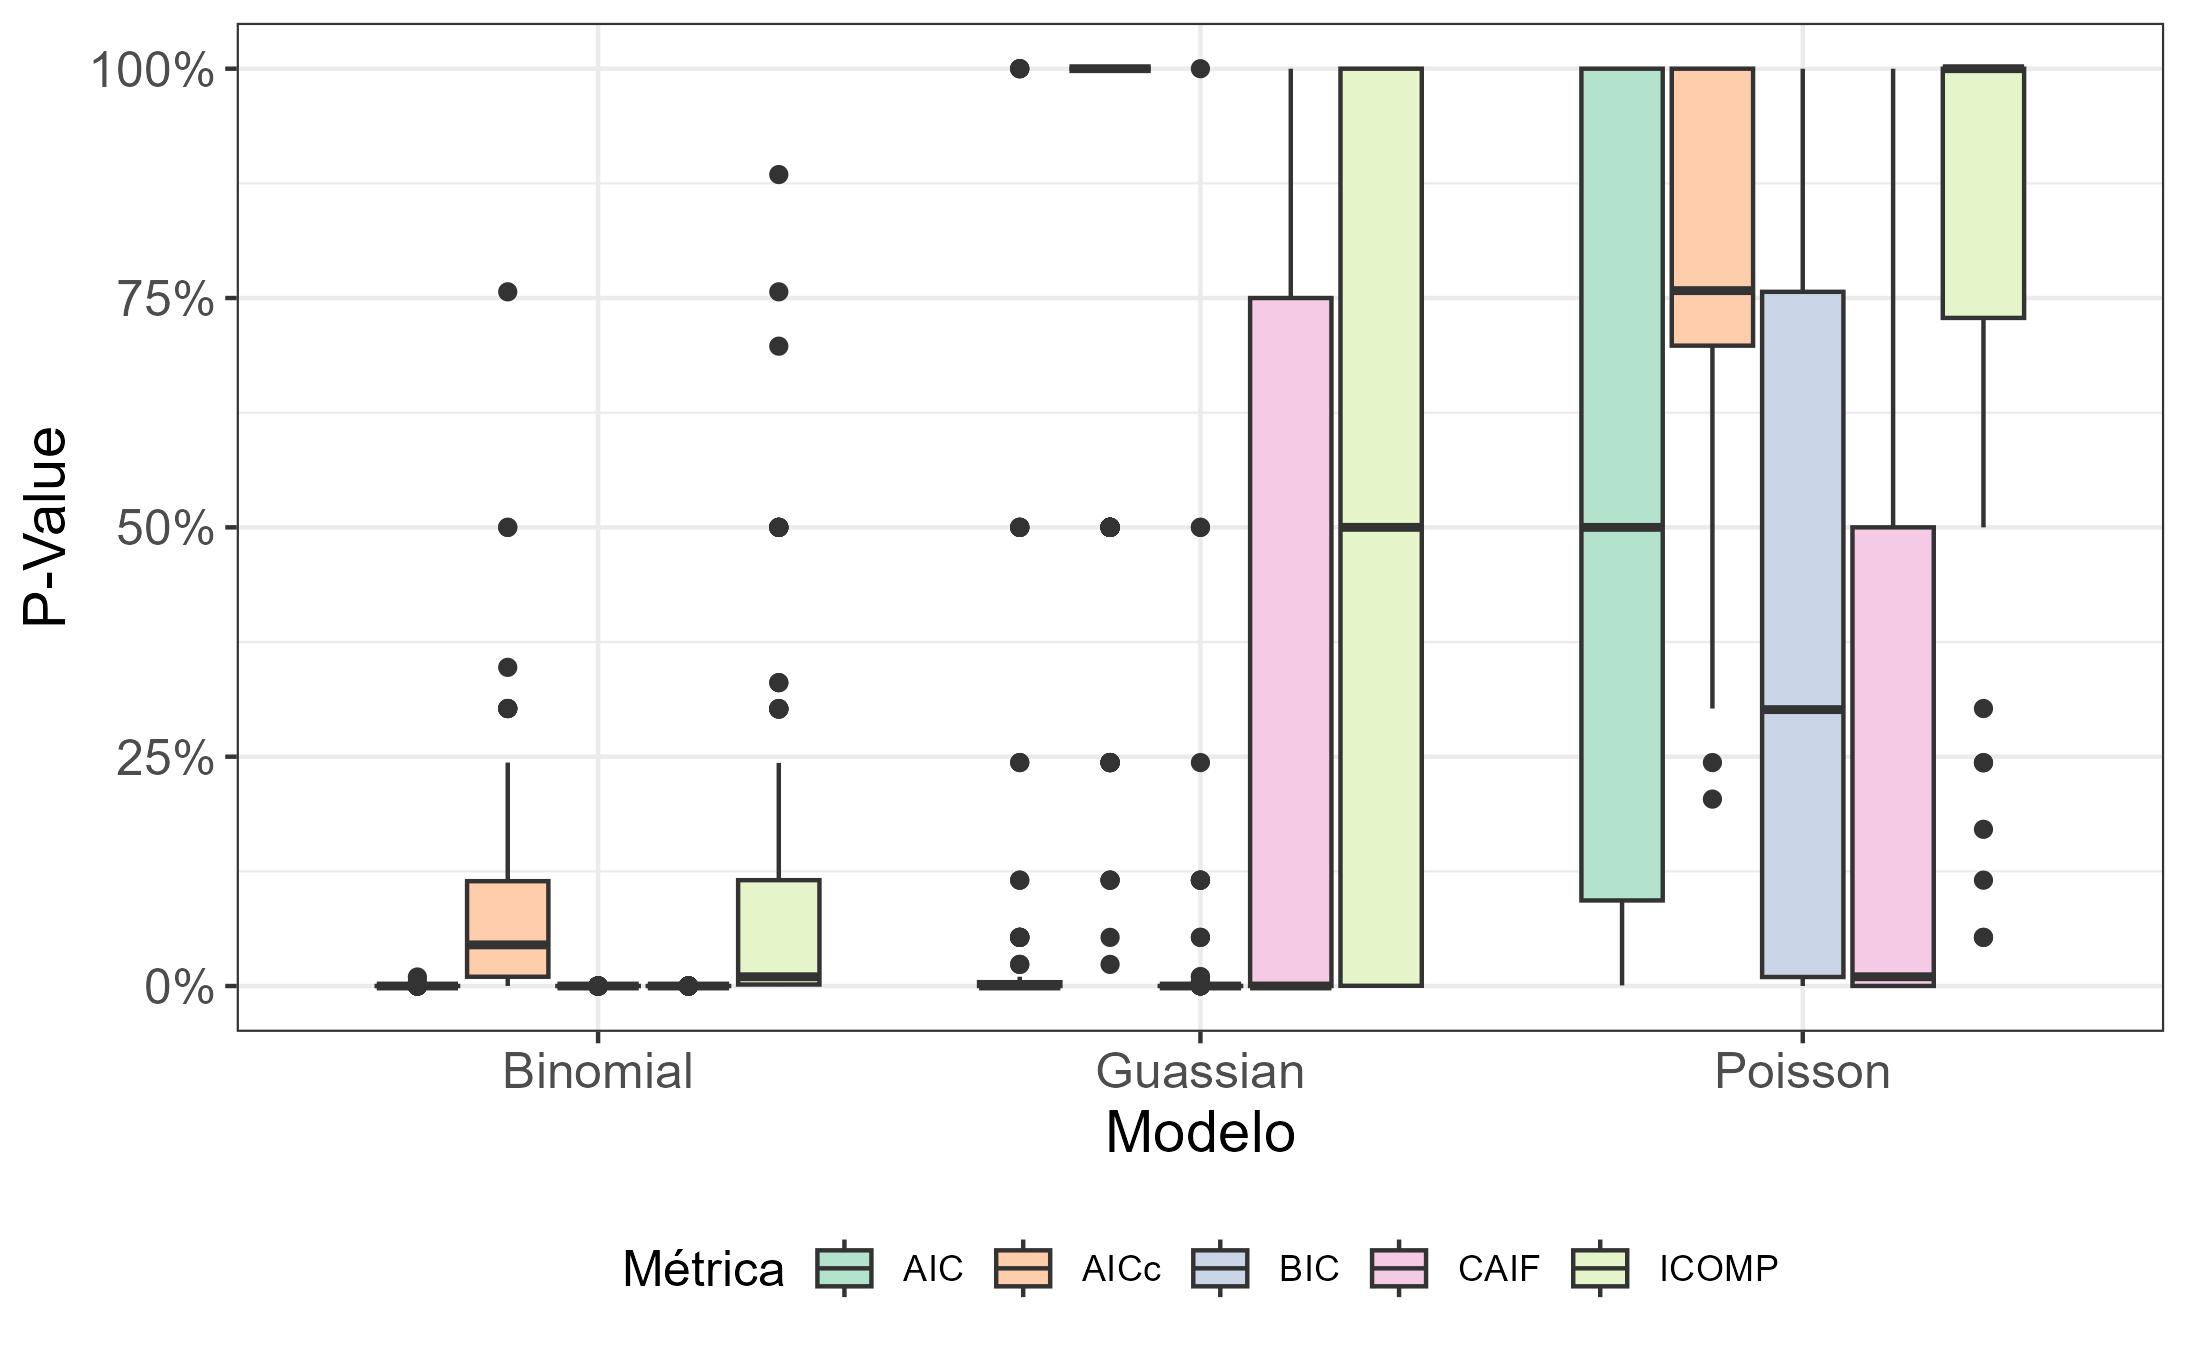 P-Value
100%
75%
50%
25%
0%
Binomial Guassian Poisson
Modelo
Métrica AIC AICc BIC CAIF ICOMP